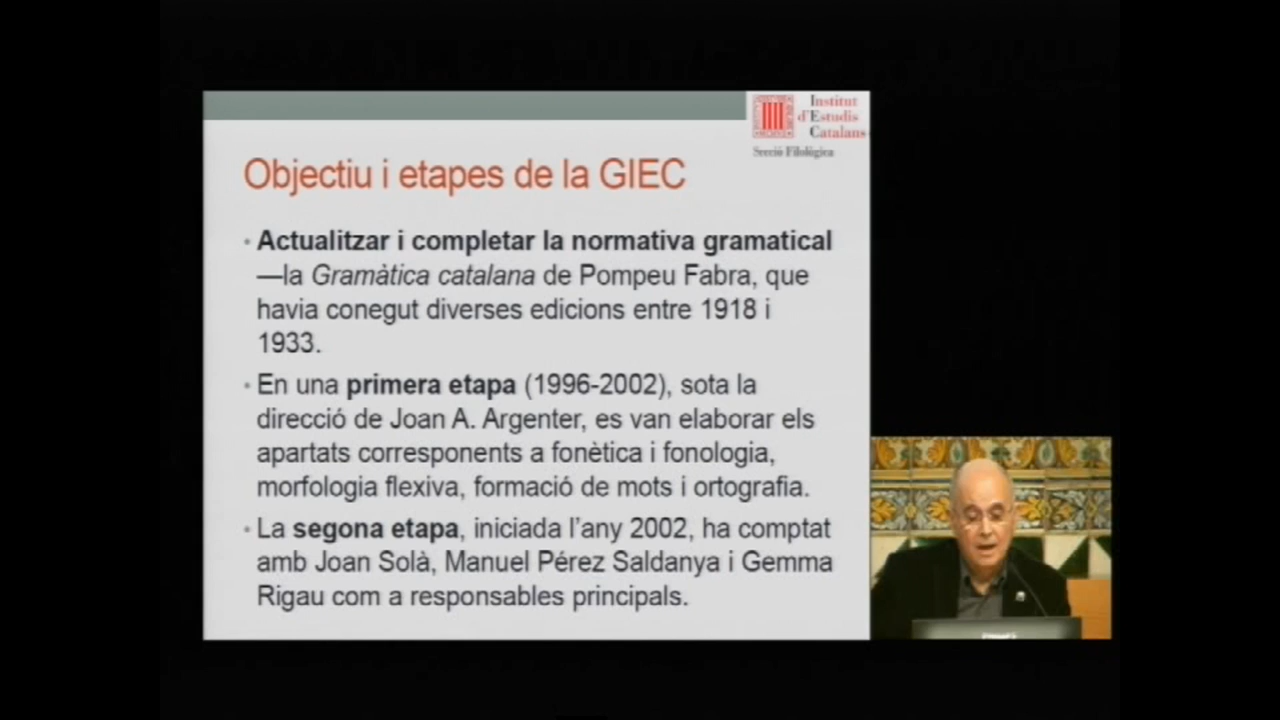 Institut
d'Estudis
Catalans
Secció Filològica
Objectiu i etapes de la GIEC
• Actualitzar i completar la normativa gramatical
—la Gramàtica catalana de Pompeu Fabra, que
havia conegut diverses edicions entre 1918 i
1933.
• En una primera etapa (1996-2002), sota la
direcció de Joan A. Argenter, es van elaborar els
apartats corresponents a fonètica i fonologia,
morfologia flexiva, formació de mots i ortografia.
• La segona etapa, iniciada l'any 2002, ha comptat
amb Joan Solà, Manuel Pérez Saldanya i Gemma
Rigau com a responsables principals.